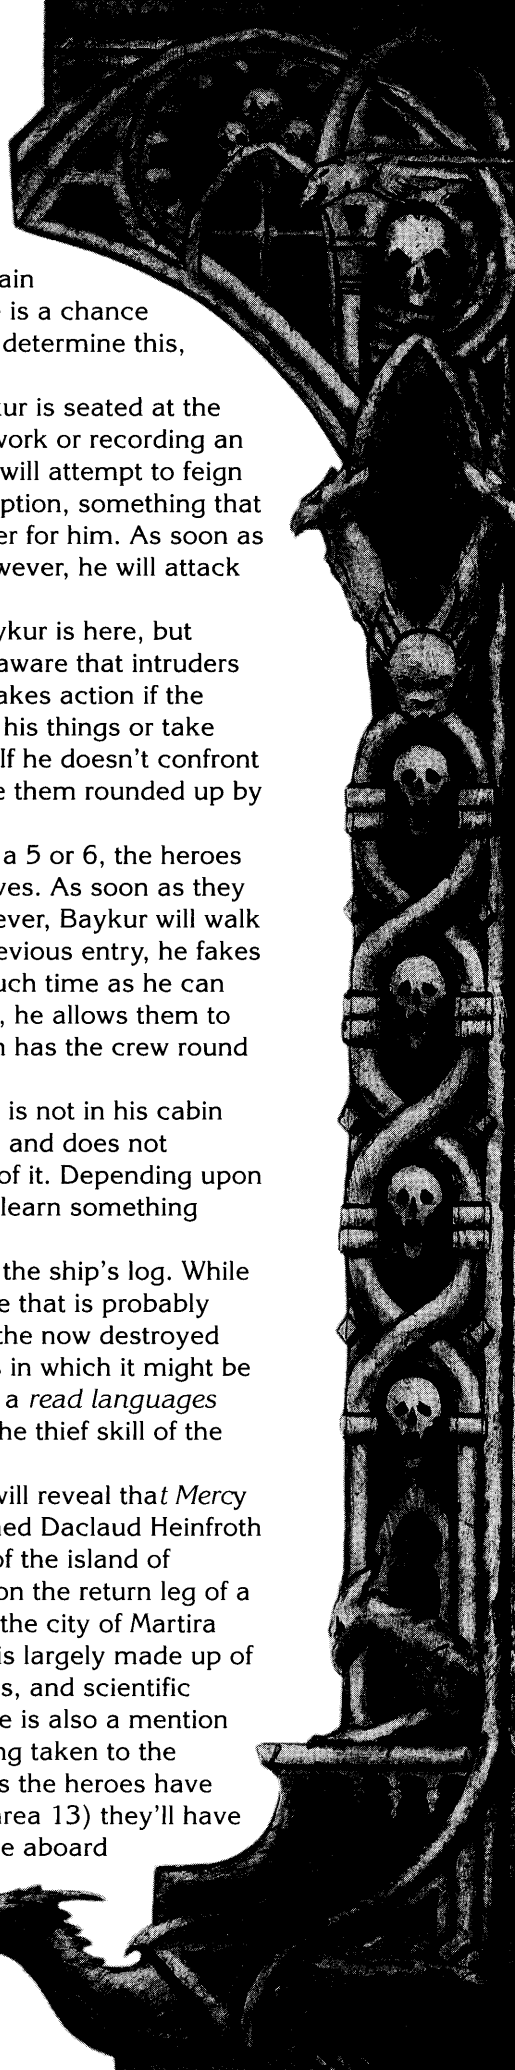 ain
is a chance
determine this,
kur is seated at the
work or recording an
will attempt to feign
ption, something that
er for him. As soon as
wever, he will attack
ykur is here, but
aware that intruders
akes action if the
his things or take
If he doesn't confront
e them rounded up by
a 5 or 6, the heroes
ves. As soon as they
ever, Baykur will walk
evious entry, he fakes
uch time as he can
, he allows them to
n has the crew round
is not in his cabin
and does not
of it. Depending upon
learn something
the ship's log. While
e that is probably
the now destroyed
s in which it might be
a read languages
he thief skill of the
will reveal that Mercy
ned Daclaud Heinfroth
of the island of
on the return leg of a
the city of Martira
is largely made up of
s, and scientific
e is also a mention
ng taken to the
s the heroes have
area 13) they'll have
e aboard